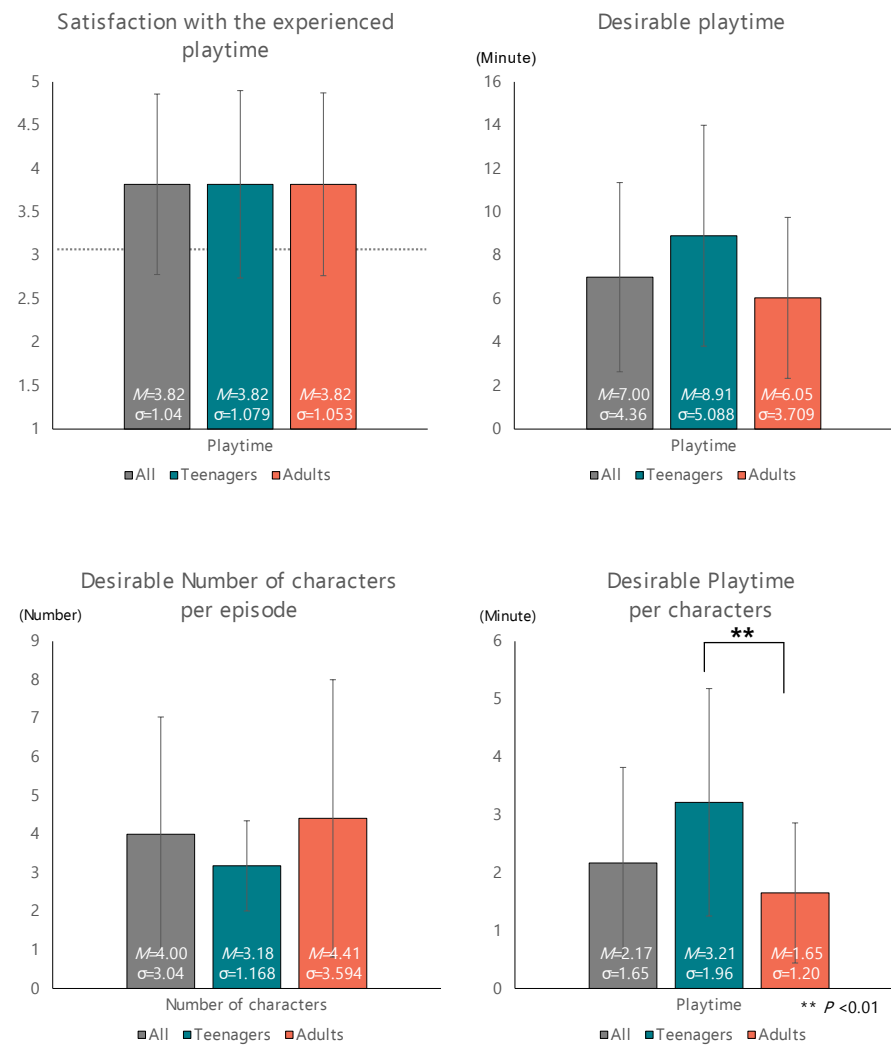 Satisfaction with the experienced
playtime
5
4.5
4
3.5
3
2.5
2
1.5
1
M=3.82
σ=1.04
M=3.82
σ=1.079
M=3.82
σ=1.053
Playtime
All Teenagers Adults
Desirable playtime
(Minute)
16
14
12
10
8
6
4
2
0
M=7.00
σ=4.36
M=8.91
σ=5.088
M=6.05
σ=3.709
Playtime
All Teenagers Adults
Desirable Number of characters
per episode
(Number)
9
8
7
6
5
4
3
2
1
0
M=4.00
σ=3.04
M=3.18
σ=1.168
M=4.41
σ=3.594
Number of characters
All Teenagers Adults
Desirable Playtime
per characters
(Minute)
6
5
4
3
2
1
0
**
M=2.17
σ=1.65
M=3.21
σ=1.96
M=1.65
σ=1.20
Playtime
** P <0.01
All Teenagers Adults